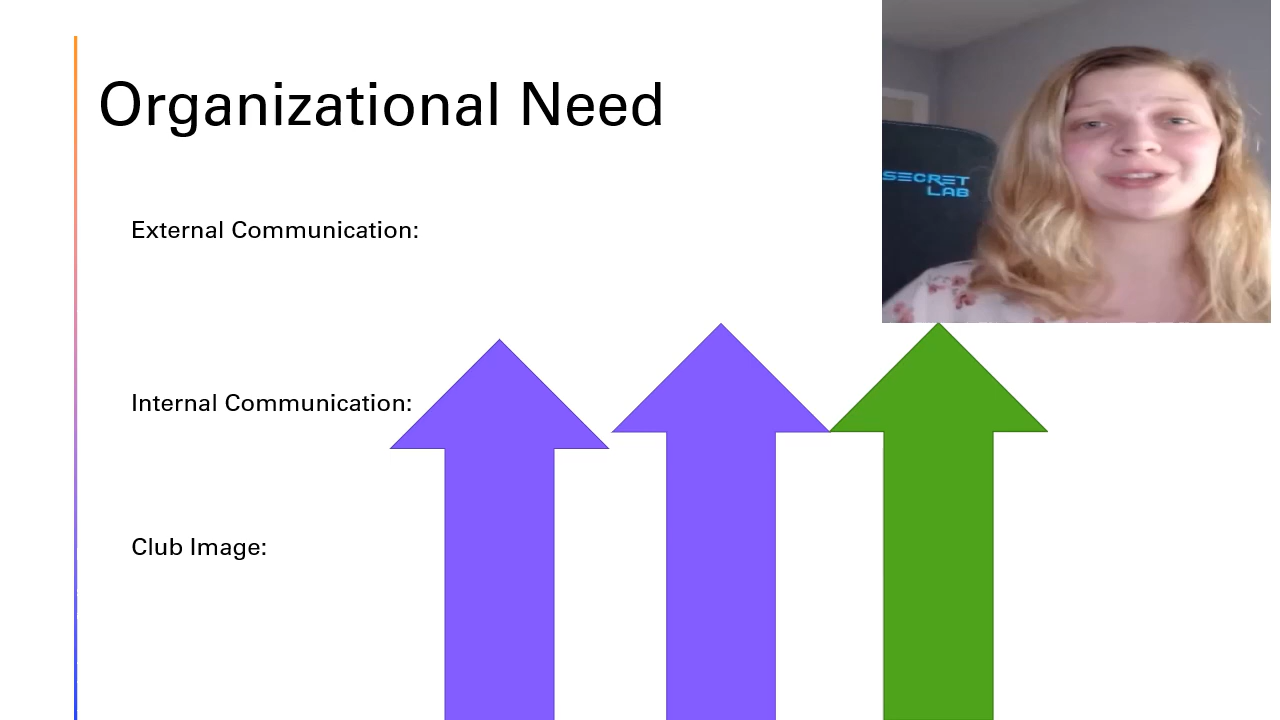 Organizational Need
SECRET
LAB
External Communication:
Internal Communication:
Club Image: